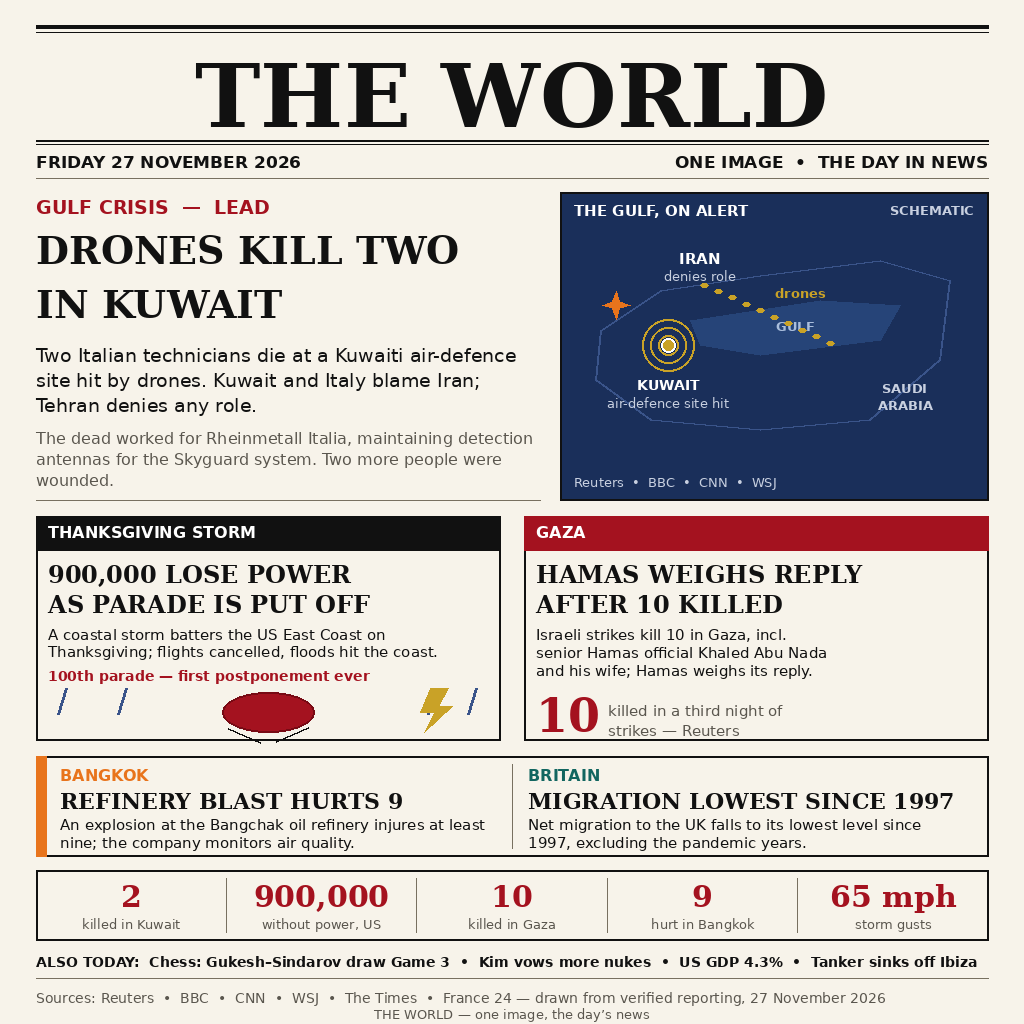 THE WORLD
FRIDAY 27 NOVEMBER 2026
ONE IMAGE • THE DAY IN NEWS
GULF CRISIS — LEAD
DRONES KILL TWO
IN KUWAIT
Two Italian technicians die at a Kuwaiti air-defence
site hit by drones. Kuwait and Italy blame Iran;
Tehran denies any role.
The dead worked for Rheinmetall Italia, maintaining detection
antennas for the Skyguard system. Two more people were
wounded.
THE GULF, ON ALERT
SCHEMATIC
IRAN
denies role
drones
GULF
KUWAIT
air-defence site hit
SAUDI
ARABIA
Reuters • BBC • CNN • WSJ
THANKSGIVING STORM
900,000 LOSE POWER
AS PARADE IS PUT OFF
A coastal storm batters the US East Coast on
Thanksgiving; flights cancelled, floods hit the coast.
100th parade — first postponement ever
GAZA
HAMAS WEIGHS REPLY
AFTER 10 KILLED
Israeli strikes kill 10 in Gaza, incl.
senior Hamas official Khaled Abu Nada
and his wife; Hamas weighs its reply.
10
killed in a third night of
strikes — Reuters
BANGKOK
REFINERY BLAST HURTS 9
An explosion at the Bangchak oil refinery injures at least
nine; the company monitors air quality.
BRITAIN
MIGRATION LOWEST SINCE 1997
Net migration to the UK falls to its lowest level since
1997, excluding the pandemic years.
2
killed in Kuwait
900,000
without power, US
10
killed in Gaza
9
hurt in Bangkok
65 mph
storm gusts
ALSO TODAY: Chess: Gukesh–Sindarov draw Game 3 • Kim vows more nukes • US GDP 4.3% • Tanker sinks off Ibiza
Sources: Reuters • BBC • CNN • WSJ • The Times • France 24 — drawn from verified reporting, 27 November 2026
THE WORLD — one image, the day’s news